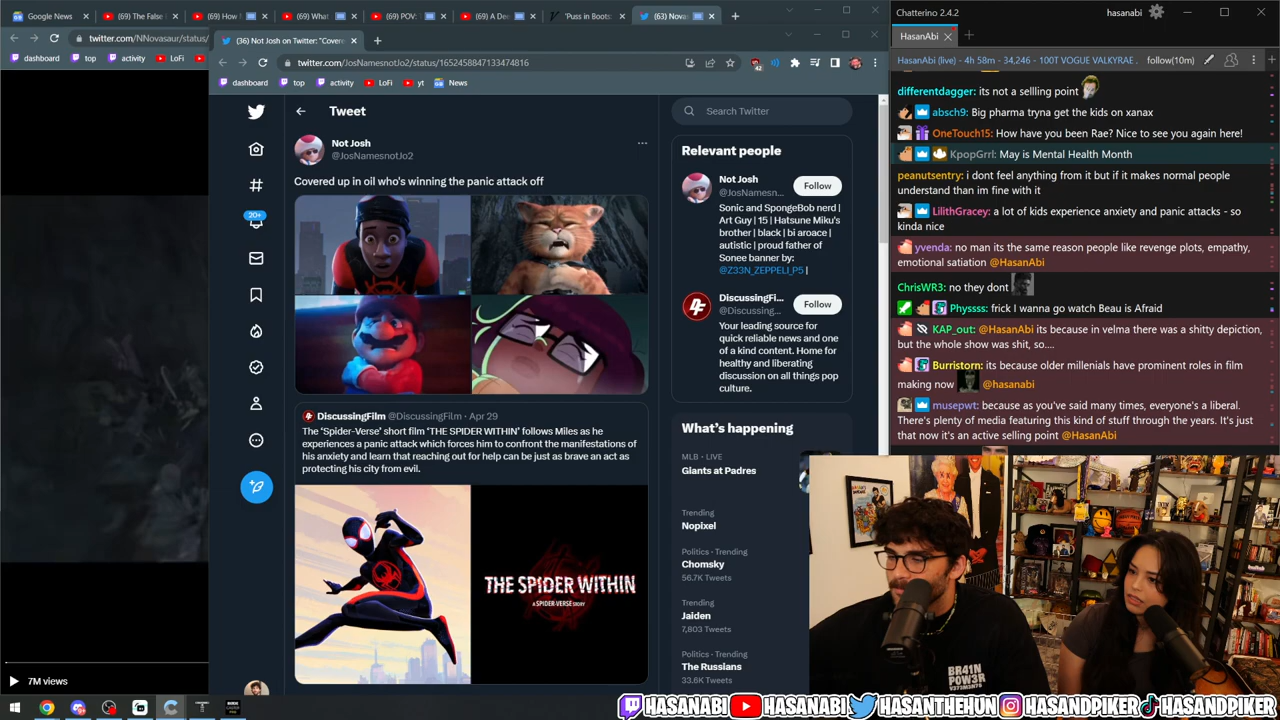 Google News
(69) The False
(69) How
(69) What
(69) POV:
(69) A De
'Puss in Boots
(63) Nova
twitter.com/NNovasaur/status/
dashboard
top
activity
LoFi
(36) Not Josh on Twitter: "Covere
twitter.com/JosNamesnotJo2/status/1652458847133474816
42
dashboard
top
activity
LoFi
yt
News
20+
Tweet
Not Josh
@JosNamesnotJo2
Covered up in oil who's winning the panic attack off
DiscussingFilm @DiscussingFilm · Apr 29
The 'Spider-Verse' short film 'THE SPIDER WITHIN' follows Miles as he
experiences a panic attack which forces him to confront the manifestations of
his anxiety and learn that reaching out for help can be just as brave an act as
protecting his city from evil.
THE SPIDER WITHIN
A SPIDER-VERSE STORY
Search Twitter
Relevant people
Not Josh
@JosNamesn...
Follow
Sonic and SpongeBob nerd |
Art Guy | 15 | Hatsune Miku's
brother | black | bi aroace |
autistic | proud father of
Sonee banner by:
@Z33N_ZEPPELI_P5 |
DiscussingFi...
@Discussing...
Follow
Your leading source for
quick reliable news and one
of a kind content. Home for
healthy and liberating
discussion on all things pop
culture.
What's happening
MLB · LIVE
Giants at Padres
Trending
Nopixel
Politics · Trending
Chomsky
56.7K Tweets
Trending
Jaiden
7,803 Tweets
Politics · Trending
The Russians
33.6K Tweets
7M views
Chatterino 2.4.2
hasanabi
HasanAbi
HasanAbi (live) - 4h 58m - 34,246 - 100T VOGUE VALKYRAE .
follow(10m)
differentdagger: its not a sellling point
absch9: Big pharma tryna get the kids on xanax
OneTouch15: How have you been Rae? Nice to see you again here!
KpopGrrl: May is Mental Health Month
peanutsentry: i dont feel anything from it but if it makes normal people
understand than im fine with it
LilithGracey: a lot of kids experience anxiety and panic attacks - so
kinda nice
yvenda: no man its the same reason people like revenge plots, empathy,
emotional satiation @HasanAbi
ChrisWR3: no they dont
Physsss: frick I wanna go watch Beau is Afraid
KAP_out: @HasanAbi its because in velma there was a shitty depiction,
but the whole show was shit, so....
Burristorn: its because older millenials have prominent roles in film
making now @hasanabi
musepwt: because as you've said many times, everyone's a liberal.
There's plenty of media featuring this kind of stuff through the years. It's just
that now it's an active selling point @HasanAbi
BR41N
P0W3R
HASANABI
HASANABI
HASANTHEHUN
HASANDPIKER
HASANDPIKER